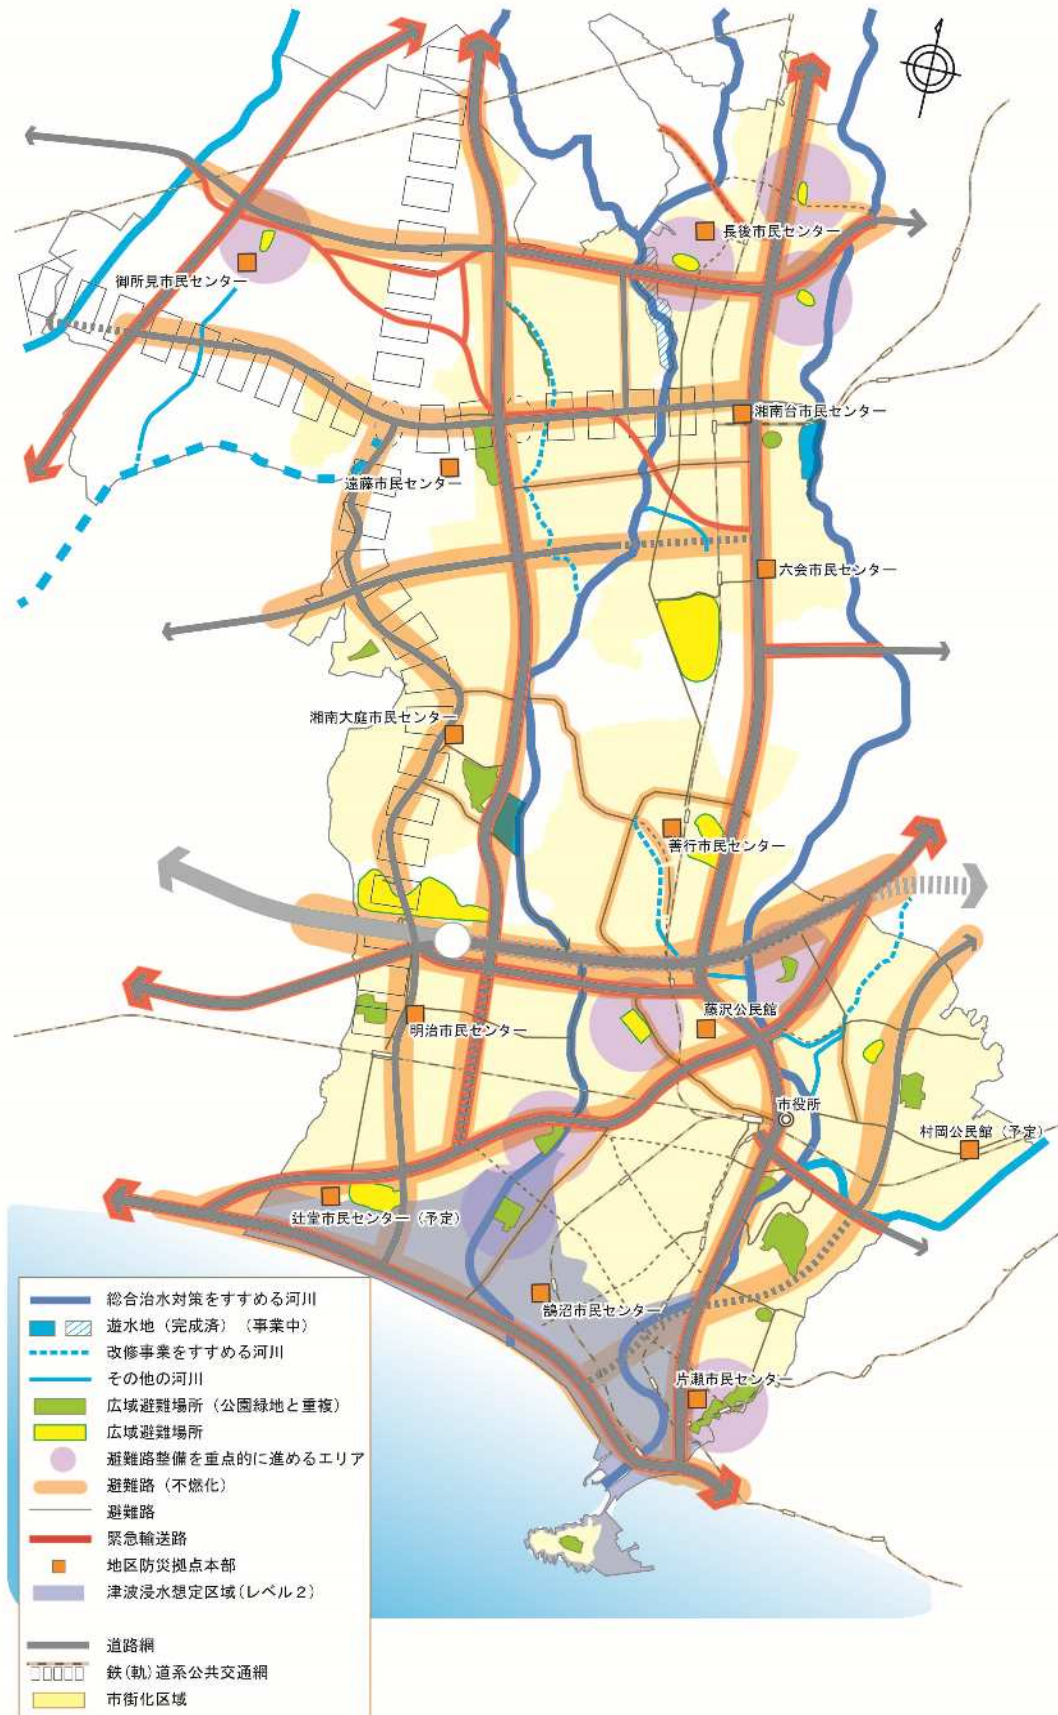 長後市民センター
御所見市民センター
湘南台市民センター
遠藤市民センター
六会市民センター
湘南大庭市民センター
善行市民センター
藤沢公民館
明治市民センター
市役所
村岡公民館（予定）
辻堂市民センター（予定）
鵠沼市民センター
片瀬市民センター
総合治水対策をすすめる河川
遊水地（完成済）（事業中）
改修事業をすすめる河川
その他の河川
広域避難場所（公園緑地と重複）
広域避難場所
避難路整備を重点的に進めるエリア
避難路（不燃化）
避難路
緊急輸送路
地区防災拠点本部
津波浸水想定区域（レベル２）
道路網
鉄(軌)道系公共交通網
市街化区域